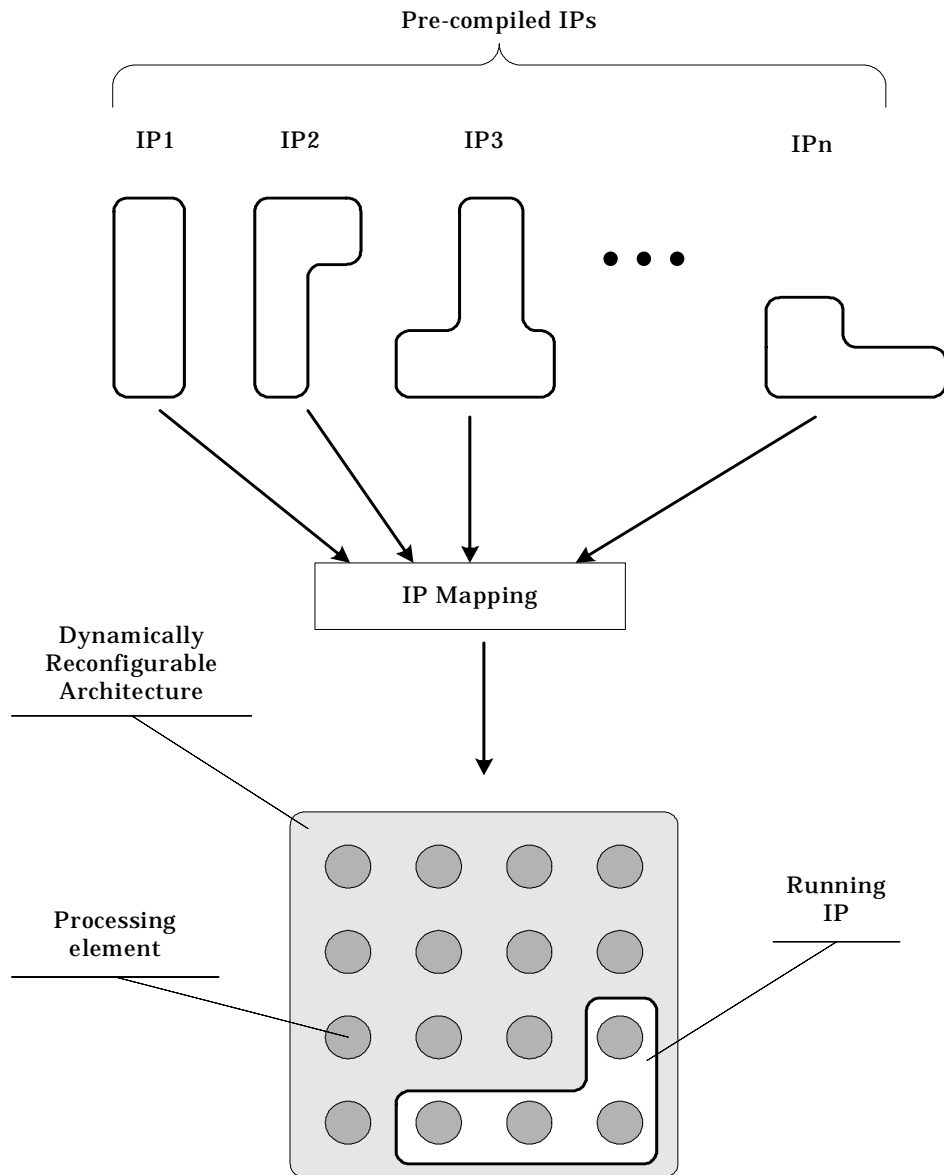 Pre-compiled IPs
IP1
IP2
IP3
IPn
IP Mapping
Dynamically
Reconfigurable
Architecture
Processing
element
Running
IP